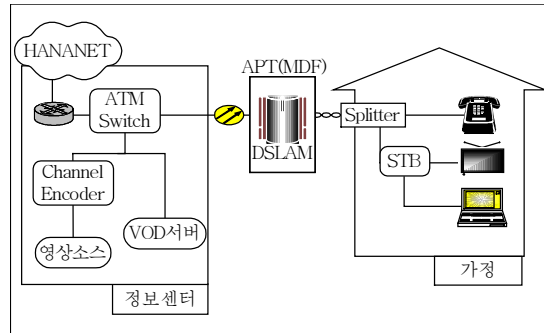 HANANET
APT(MDF)
ATM
Switch
Splitter
DSLAM
STB
Channel
Encoder
VOD서버
영상소스
가정
정보센터